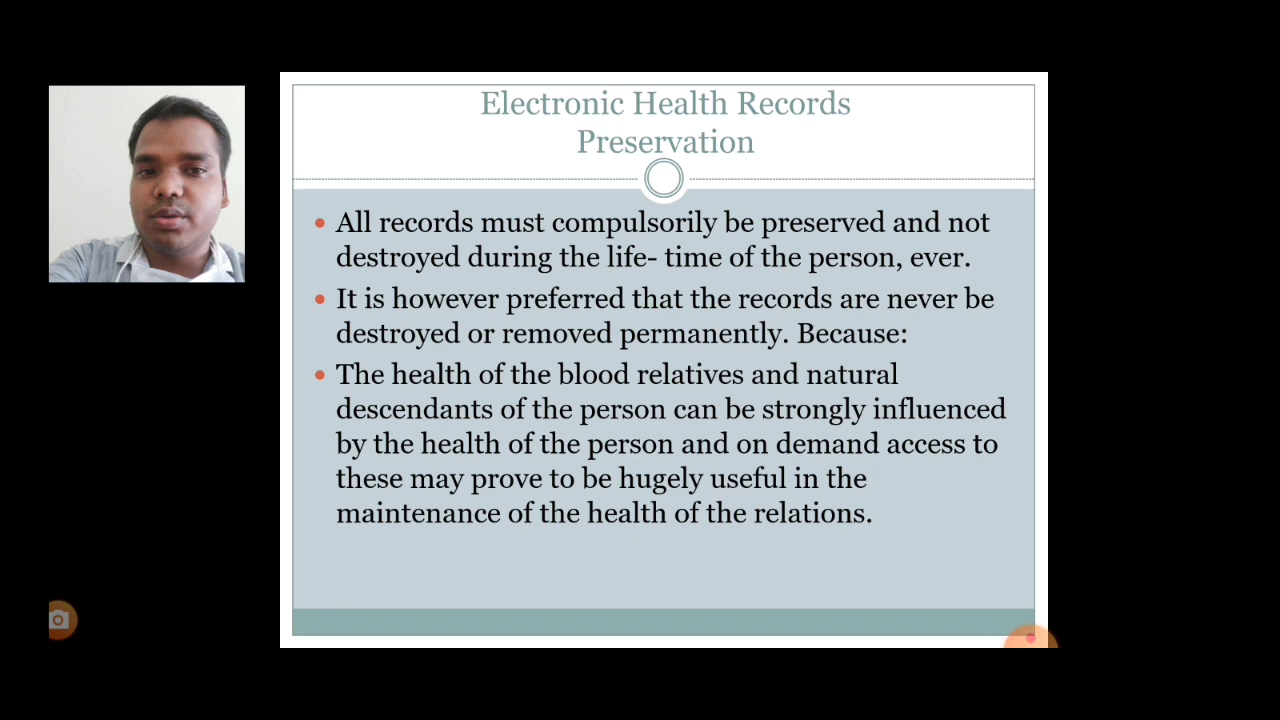 Electronic Health Records
Preservation
All records must compulsorily be preserved and not
destroyed during the life- time of the person, ever.
It is however preferred that the records are never be
destroyed or removed permanently. Because:
The health of the blood relatives and natural
descendants of the person can be strongly influenced
by the health of the person and on demand access to
these may prove to be hugely useful in the
maintenance of the health of the relations.